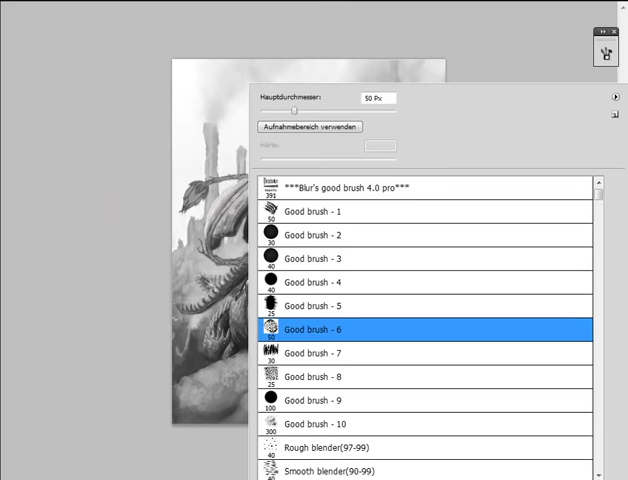 Hauptdurchmesser:
50 Px
Aufnahmebereich verwenden
Härte:
***Blur's good brush 4.0 pro***
391
Good brush - 1
50
Good brush - 2
30
Good brush - 3
40
Good brush - 4
40
Good brush - 5
25
Good brush - 6
50
Good brush - 7
30
Good brush - 8
25
Good brush - 9
100
Good brush - 10
300
Rough blender(97-99)
40
Smooth blender(90-99)
40